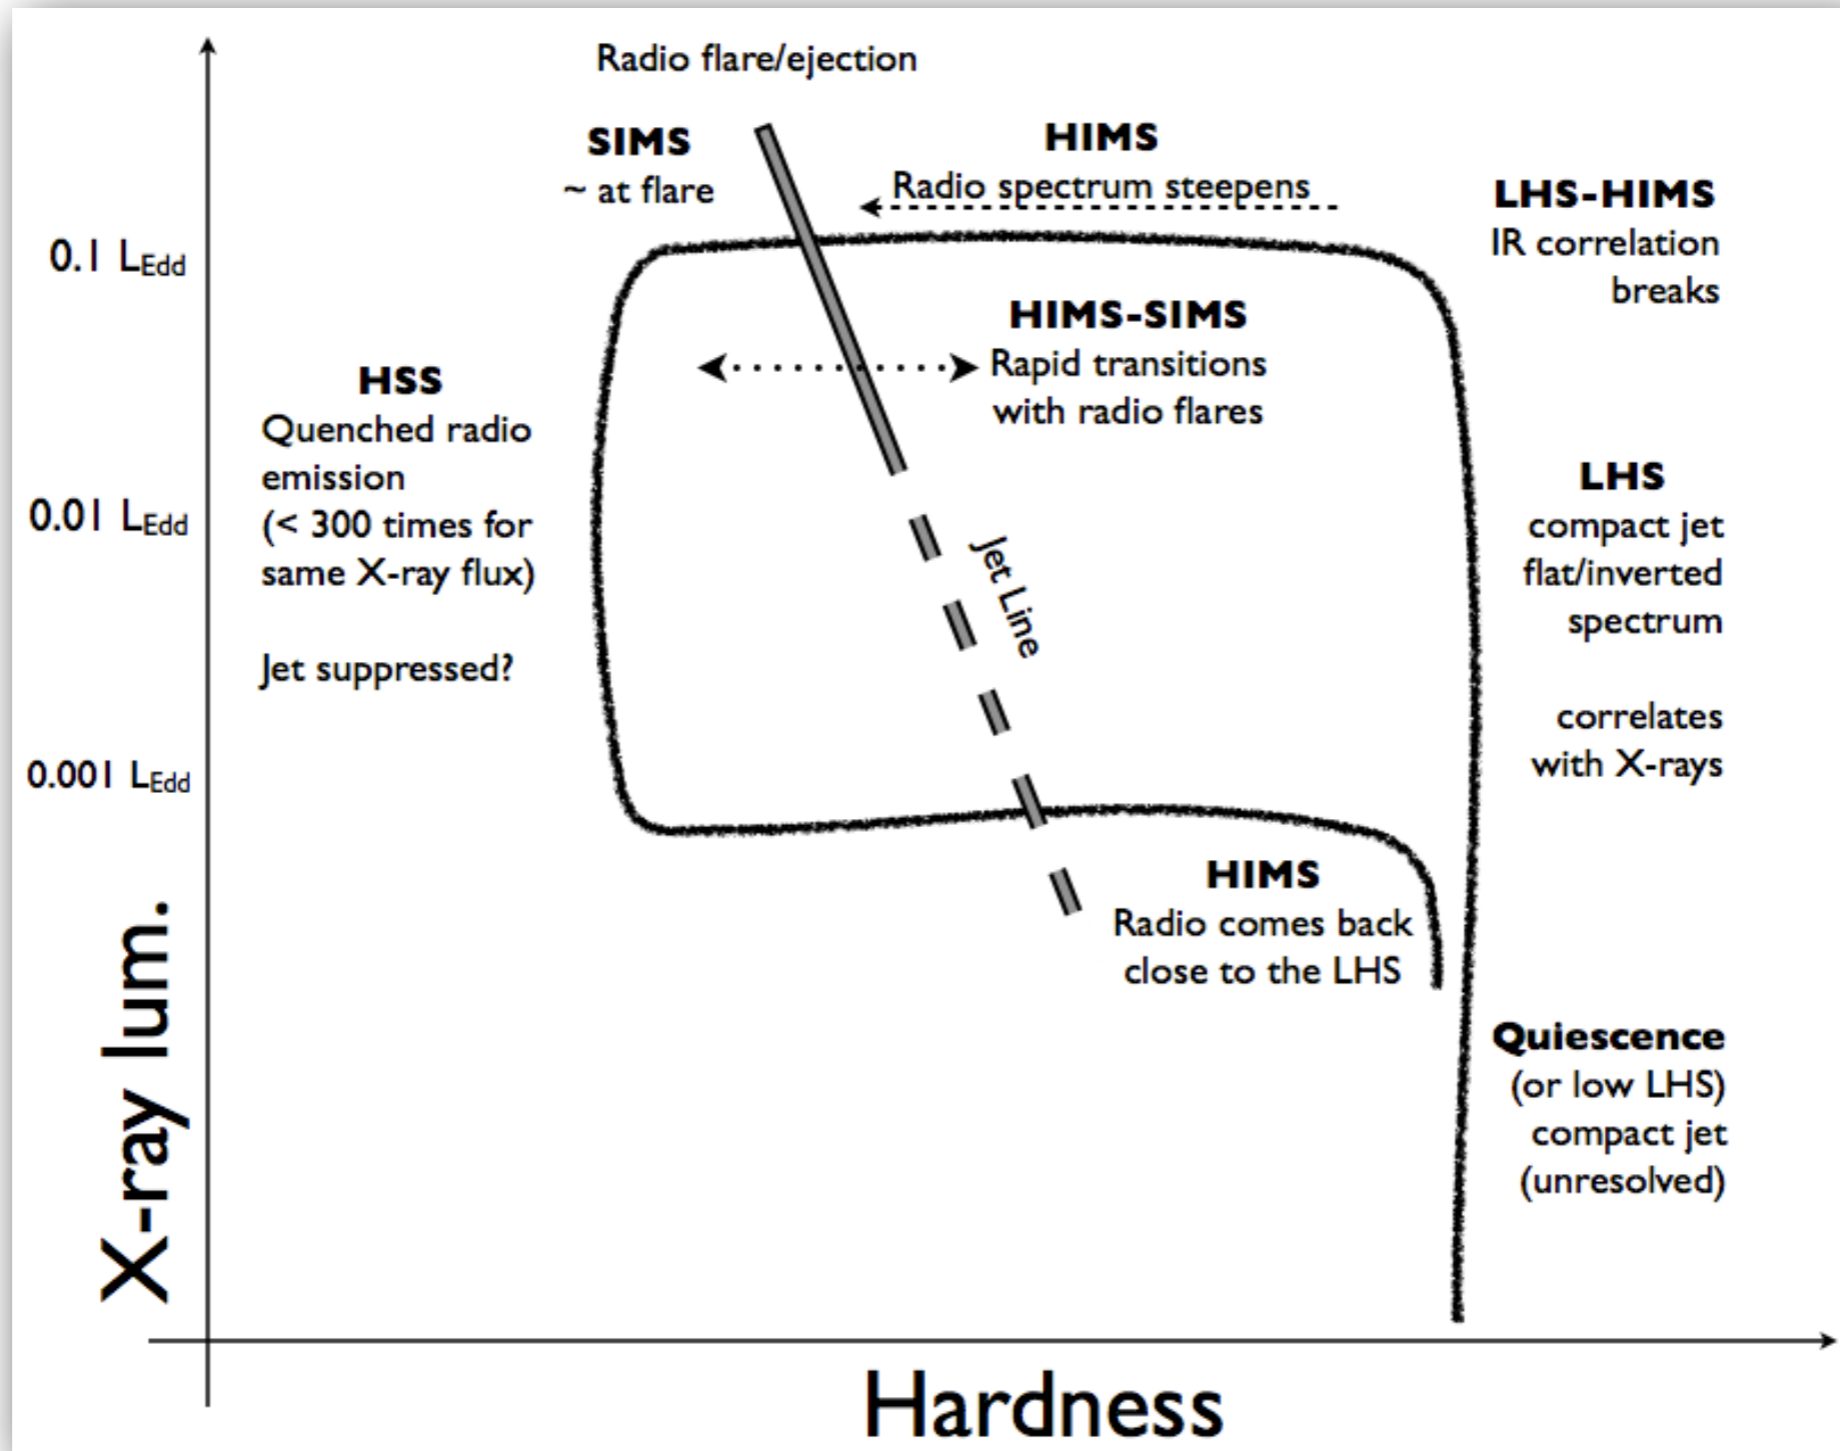 Radio flare/ejection
SIMS
~ at flare
HIMS
Radio spectrum steepens
LHS-HIMS
IR correlation
breaks
0.1 LEdd
HIMS-SIMS
Rapid transitions
with radio flares
HSS
Quenched radio
emission
(< 300 times for
same X-ray flux)
Jet suppressed?
0.01 LEdd
Jet Line
LHS
compact jet
flat/inverted
spectrum
correlates
with X-rays
0.001 LEdd
HIMS
Radio comes back
close to the LHS
Quiescence
(or low LHS)
compact jet
(unresolved)
X-ray lum.
Hardness